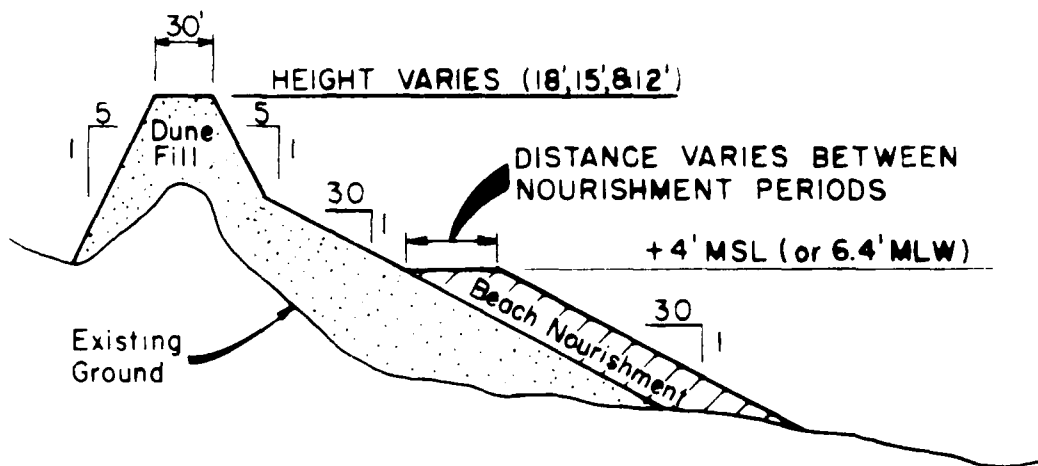 30'
HEIGHT VARIES (18',15',&12')
5
1
Dune
Fill
5
1
DISTANCE VARIES BETWEEN
NOURISHMENT PERIODS
30
1
+4' MSL (or 6.4' MLW)
Beach Nourishment
30
1
Existing
Ground